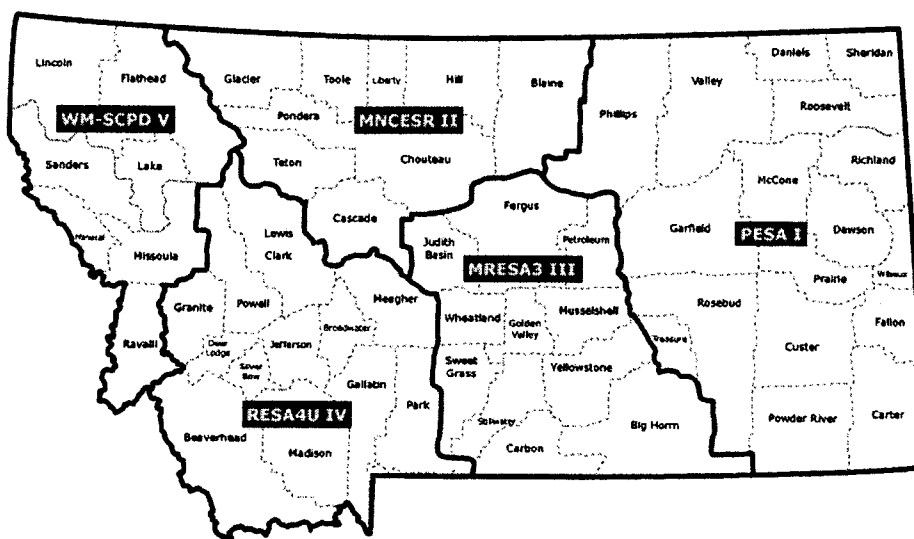 Lincoln
Flathead
WM-SCPD V
Sanders
Lake
Mineral
Missoula
Ravalli
Glacier
Toole
Liberty
Hill
Blaine
Pondera
MNCESR II
Teton
Chouteau
Cascade
Phillips
Valley
Daniels
Sheridan
Roosevelt
Richland
McCone
Garfield
PESA I
Dawson
Prairie
Wibaux
Rosebud
Fallon
Treasure
Custer
Powder River
Carter
Fergus
Judith
Basin
Petroleum
MRESA3 III
Wheatland
Golden
Valley
Musselshell
Sweet
Grass
Yellowstone
Stillwater
Big Horn
Carbon
Lewis
Clark
Meagher
Granite
Powell
Broadwater
Deer
Lodge
Jefferson
Silver
Bow
Gallatin
Park
RESA4U IV
Beaverhead
Madison